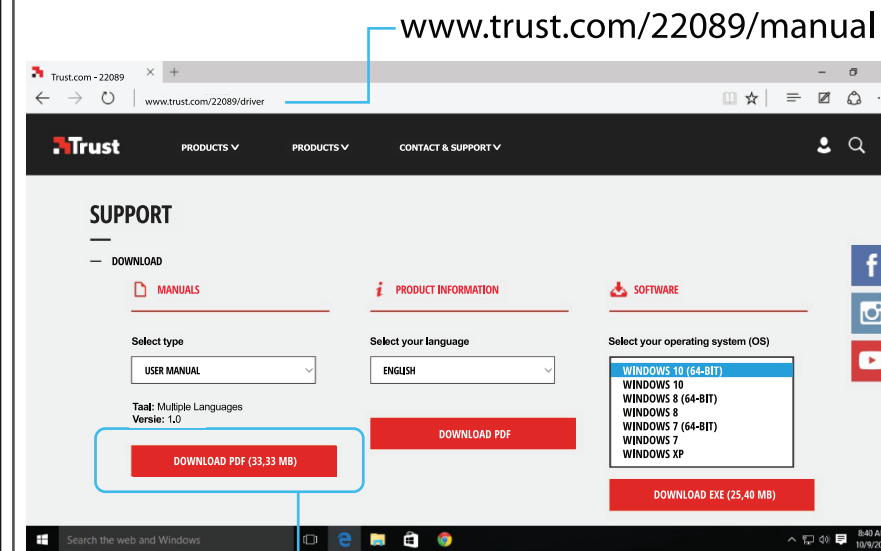 www.trust.com/22089/manual
Trust.com - 22089
www.trust.com/22089/driver
Trust
PRODUCTS
PRODUCTS
CONTACT & SUPPORT
SUPPORT
DOWNLOAD
MANUALS
PRODUCT INFORMATION
SOFTWARE
Select type
Select your language
Select your operating system (OS)
USER MANUAL
ENGLISH
WINDOWS 10 (64-BIT)
WINDOWS 10
WINDOWS 8 (64-BIT)
WINDOWS 8
WINDOWS 7 (64-BIT)
WINDOWS 7
WINDOWS XP
Taal: Multiple Languages
Versie: 1.0
DOWNLOAD PDF
DOWNLOAD PDF (33,33 MB)
DOWNLOAD EXE (25,40 MB)
Search the web and Windows
8:40